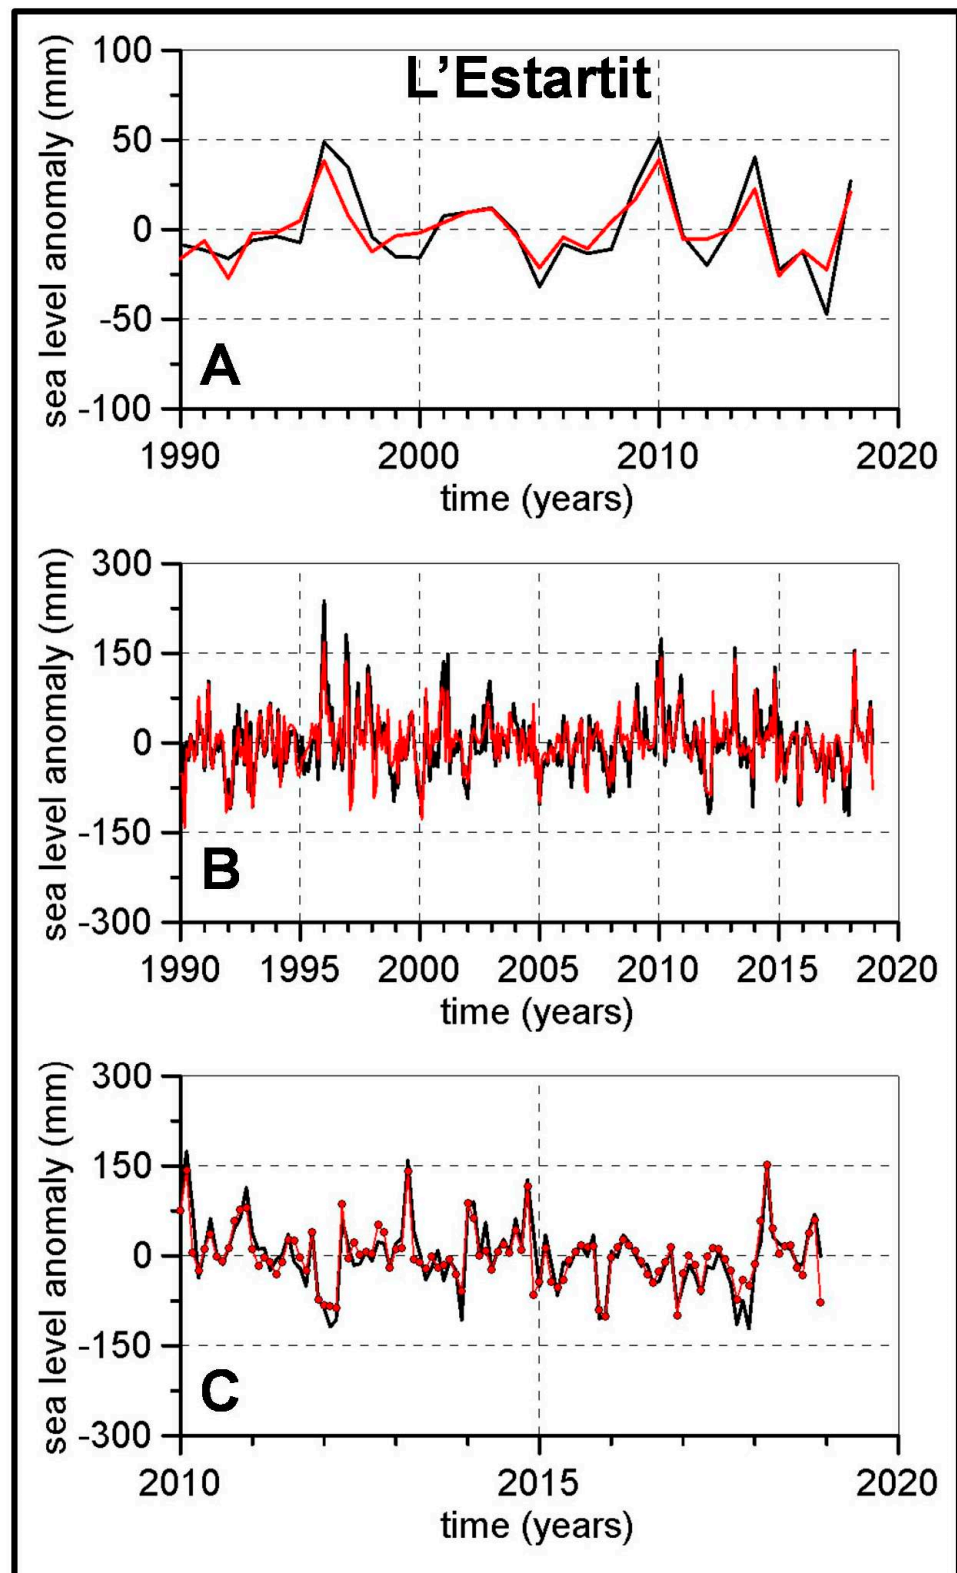 L'Estartit
sea level anomaly (mm)
100
50
0
-50
-100
A
1990 2000 2010 2020
time (years)
sea level anomaly (mm)
300
150
0
-150
-300
B
1990 1995 2000 2005 2010 2015 2020
time (years)
sea level anomaly (mm)
300
150
0
-150
-300
C
2010 2015 2020
time (years)